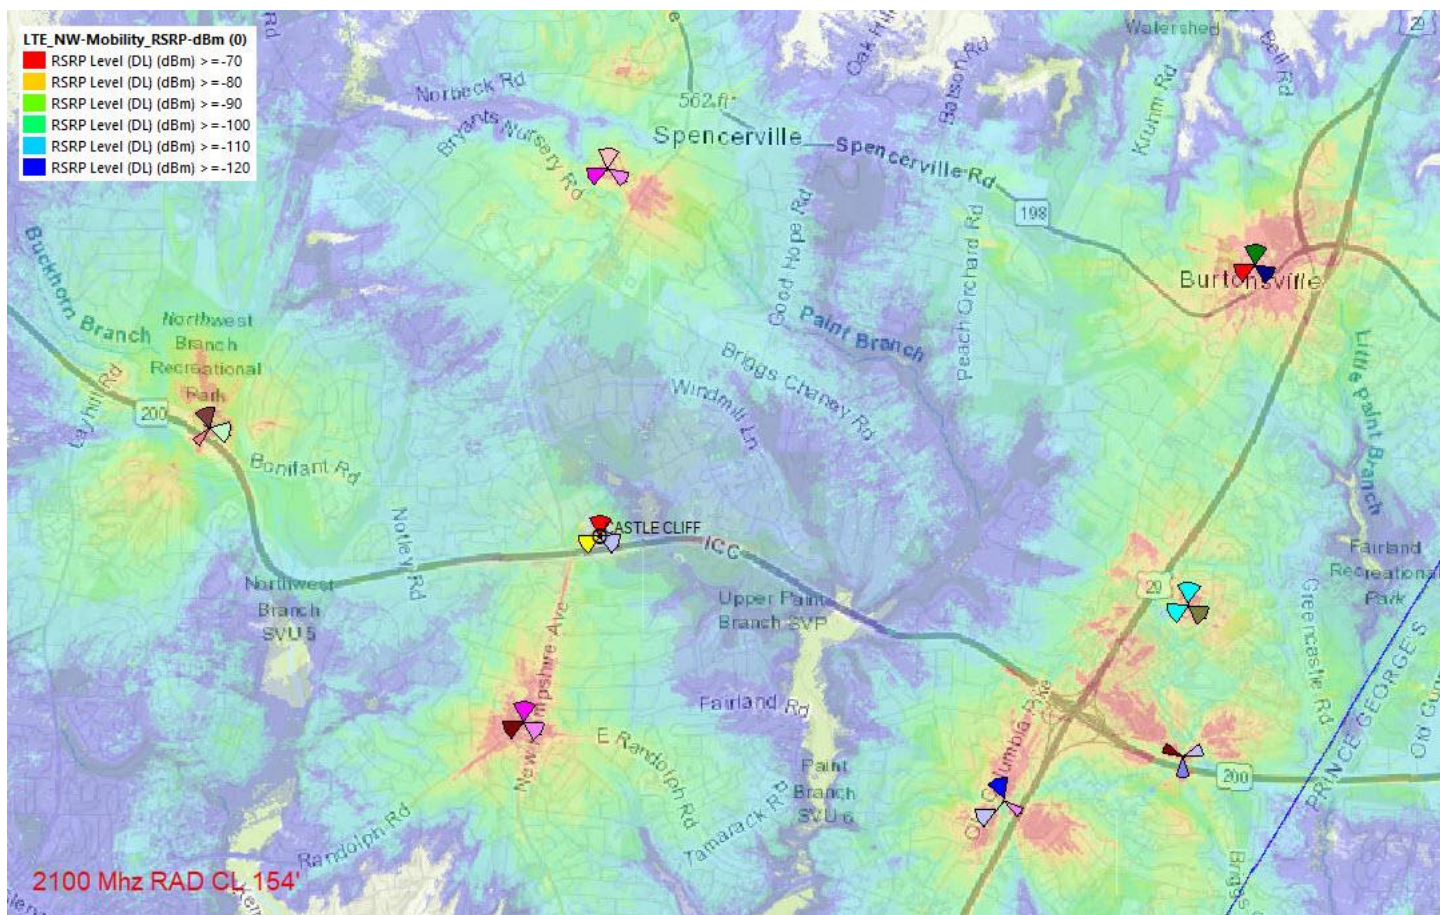 LTE_NW-Mobility_RSRP-dBm (0)
RSRP Level (DL) (dBm) >=-70
RSRP Level (DL) (dBm) >=-80
RSRP Level (DL) (dBm) >=-90
RSRP Level (DL) (dBm) >=-100
RSRP Level (DL) (dBm) >=-110
RSRP Level (DL) (dBm) >=-120
Rd
Oak Hill
Batson Rd
Watershed
Bell Rd
29
Kruhm Rd
Norbeck Rd
562 ft
Bryants Nursery Rd
Spencerville
Spencerville Rd
198
Good Hope Rd
Peach Orchard Rd
Burtonsville
Buckhorn Branch
Northwest
Branch
Recreational
Park
Paint Branch
Briggs Chaney Rd
Windmill Ln
Little Paint Branch
Layhill Rd
200
Bonifant Rd
Notley Rd
CASTLE CLIFF
ICC
Northwest
Branch
SVU 5
Upper Paint
Branch SVP
29
Fairland
Recreational
Park
Greencastle Rd
PRINCE GEORGE'S
New Hampshire Ave
Fairland Rd
E Randolph Rd
Columbia Pike
200
Paint
Branch
SVU 6
Tamarack Rd
Randolph Rd
Briggs
2100 Mhz RAD CL 154'